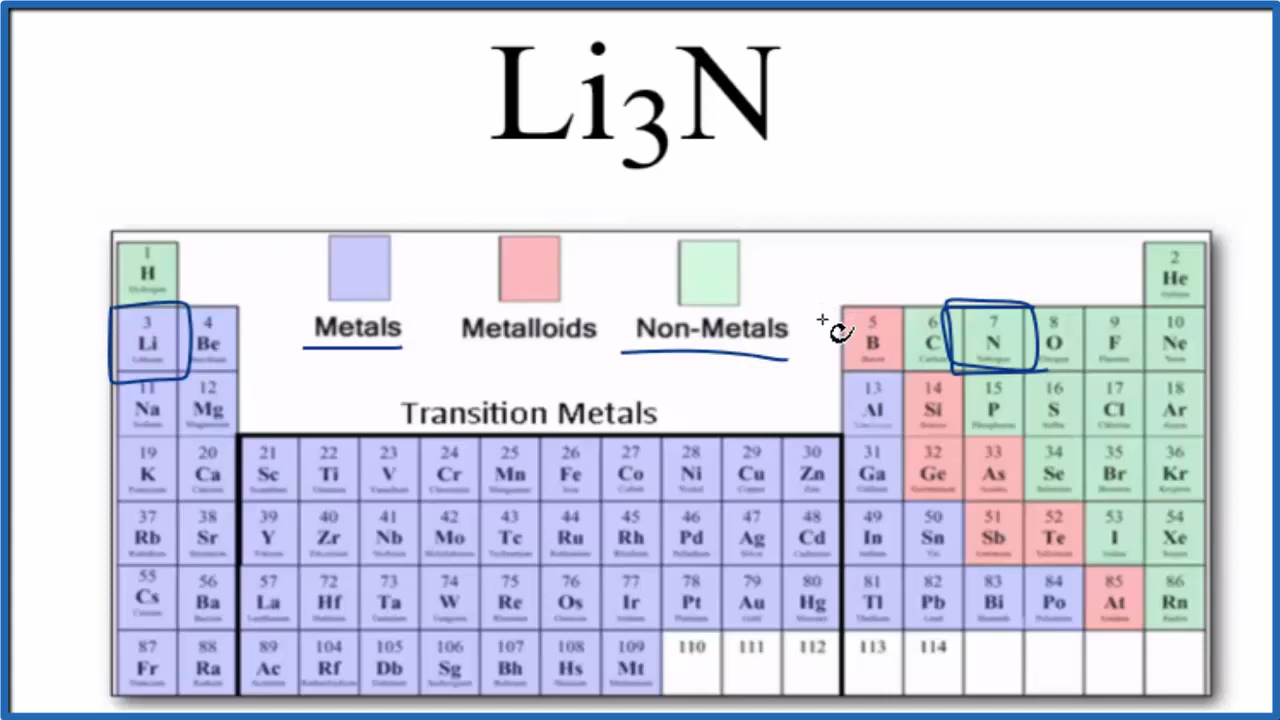 Li3N
1 2
H He
Metals Metalloids Non-Metals
3 4 5 6 7 8 9 10
Li Be B C N O F Ne
Transition Metals
11 12 13 14 15 16 17 18
Na Mg Al Si P S Cl Ar
19 20 21 22 23 24 25 26 27 28 29 30 31 32 33 34 35 36
K Ca Sc Ti V Cr Mn Fe Co Ni Cu Zn Ga Ge As Se Br Kr
37 38 39 40 41 42 43 44 45 46 47 48 49 50 51 52 53 54
Rb Sr Y Zr Nb Mo Tc Ru Rh Pd Ag Cd In Sn Sb Te I Xe
55 56 57 72 73 74 75 76 77 78 79 80 81 82 83 84 85 86
Cs Ba La Hf Ta W Re Os Ir Pt Au Hg Tl Pb Bi Po At Rn
87 88 89 104 105 106 107 108 109 110 111 112 113 114
Fr Ra Ac Rf Db Sg Bh Hs Mt